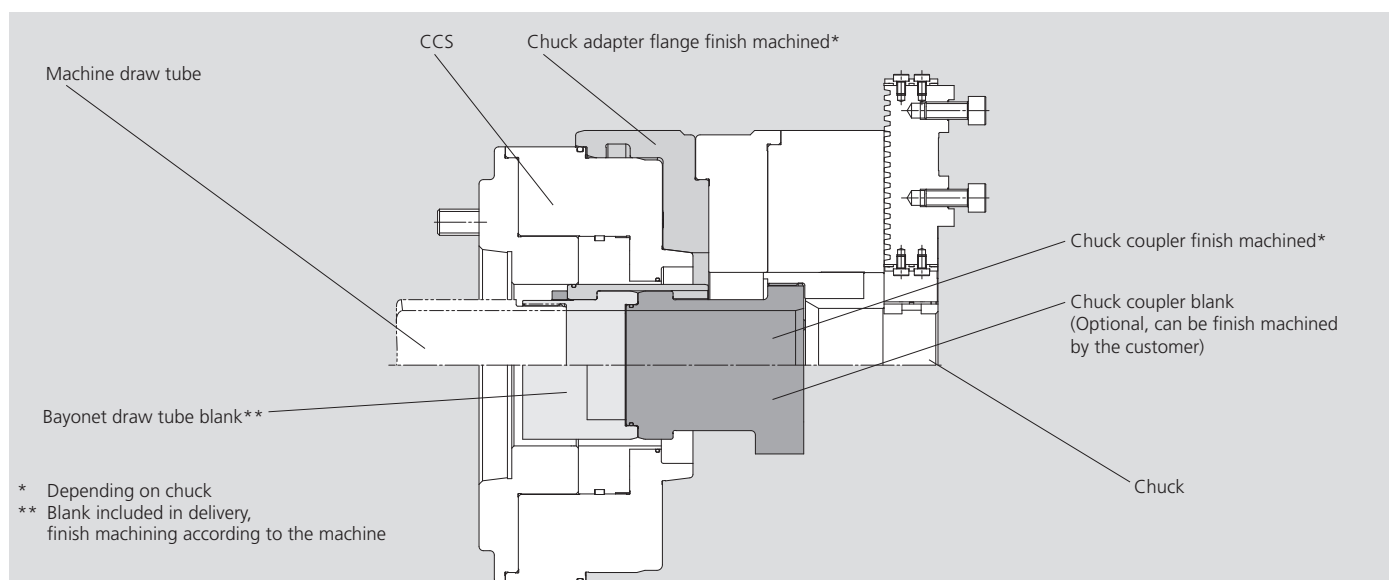 CCS
Chuck adapter flange finish machined*
Machine draw tube
Chuck coupler finish machined*
Chuck coupler blank
(Optional, can be finish machined
by the customer)
Bayonet draw tube blank**
Chuck
* Depending on chuck
** Blank included in delivery,
finish machining according to the machine